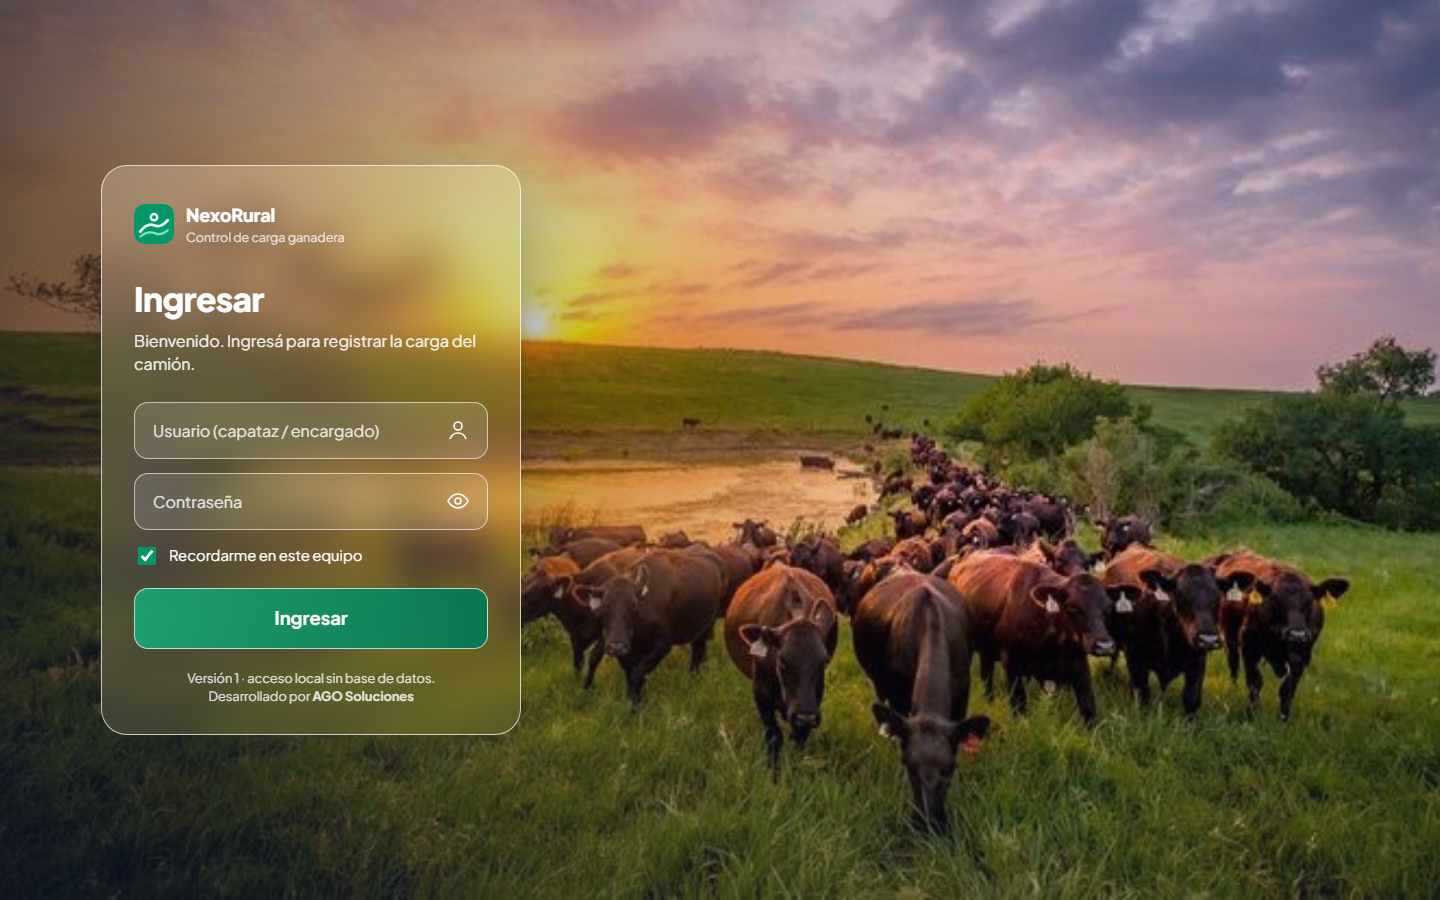 NexoRural
Control de carga ganadera
Ingresar
Bienvenido. Ingresá para registrar la carga del
camión.
Usuario (capataz / encargado)
Contraseña
Recordarme en este equipo
Ingresar
Versión 1 · acceso local sin base de datos.
Desarrollado por AGO Soluciones